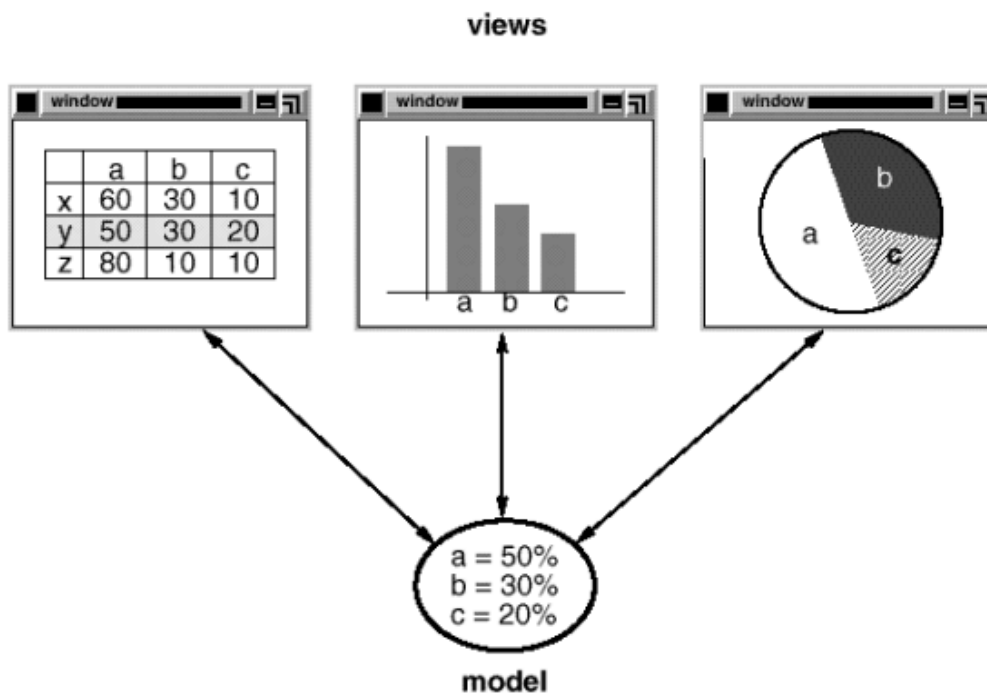 views
window
a b c
x 60 30 10
y 50 30 20
z 80 10 10
window
a b c
window
a
b
c
a = 50%
b = 30%
c = 20%
model